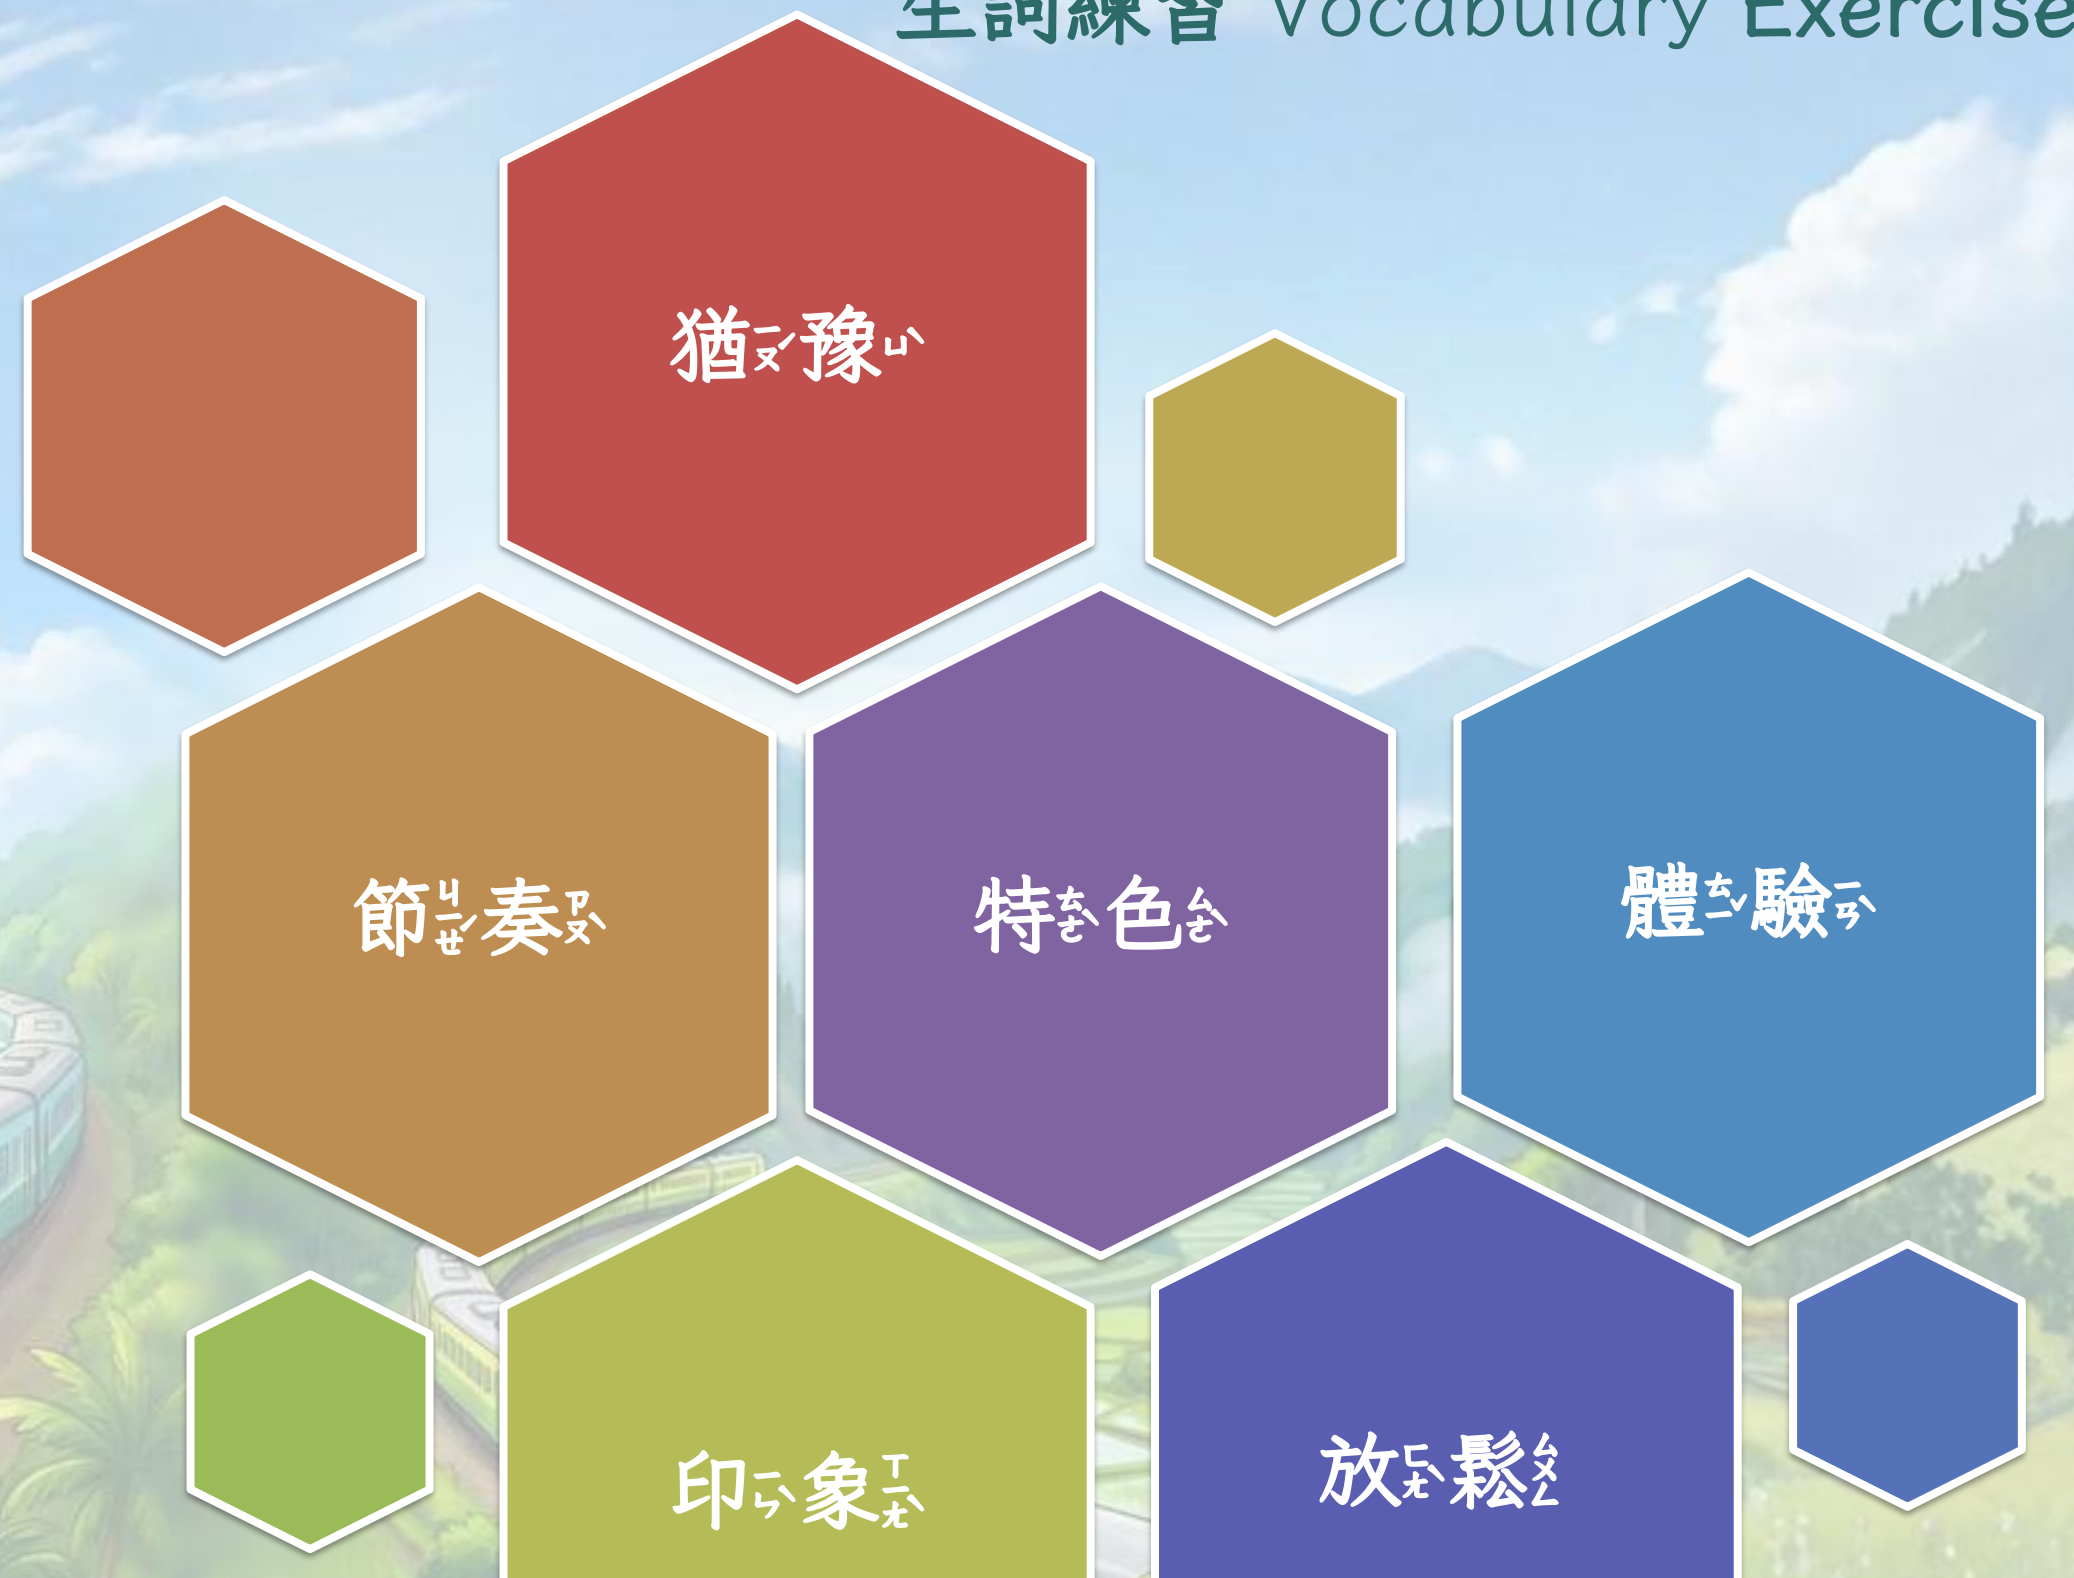 生詞練習 Vocabulary Exercise
猶ㄧㄡˊ豫ㄩˋ
節ㄐㄧㄝˊ奏ㄗㄡˋ
特ㄊㄜˋ色ㄙㄜˋ
體ㄊㄧˇ驗ㄧㄢˋ
印ㄧㄣˋ象ㄒㄧㄤˋ
放ㄈㄤˋ鬆ㄙㄨㄥ